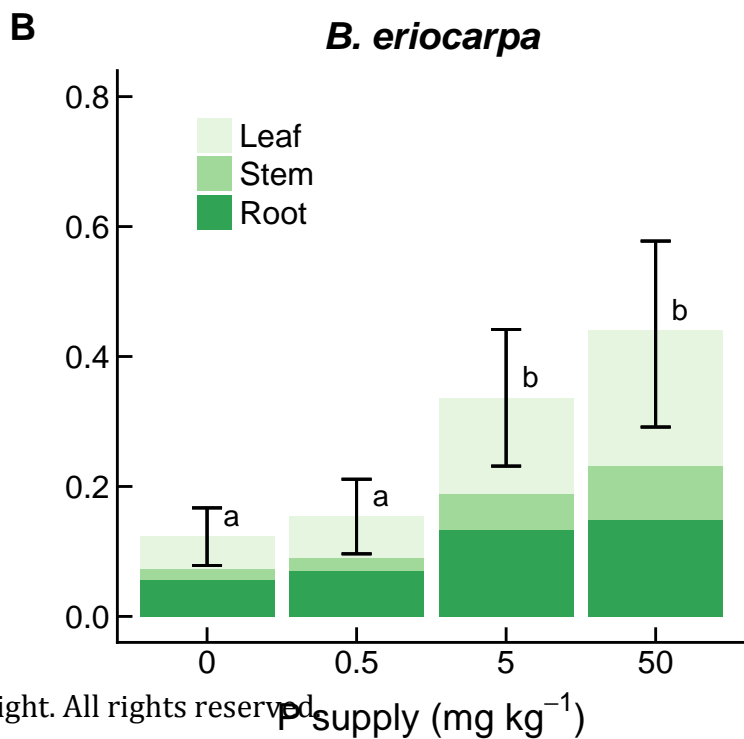 B
B. eriocarpa
0.8
Leaf
Stem
Root
0.6
b
0.4
b
0.2
a
a
0.0
0 0.5 5 50
ight. All rights reserved.
P supply (mg kg⁻¹)